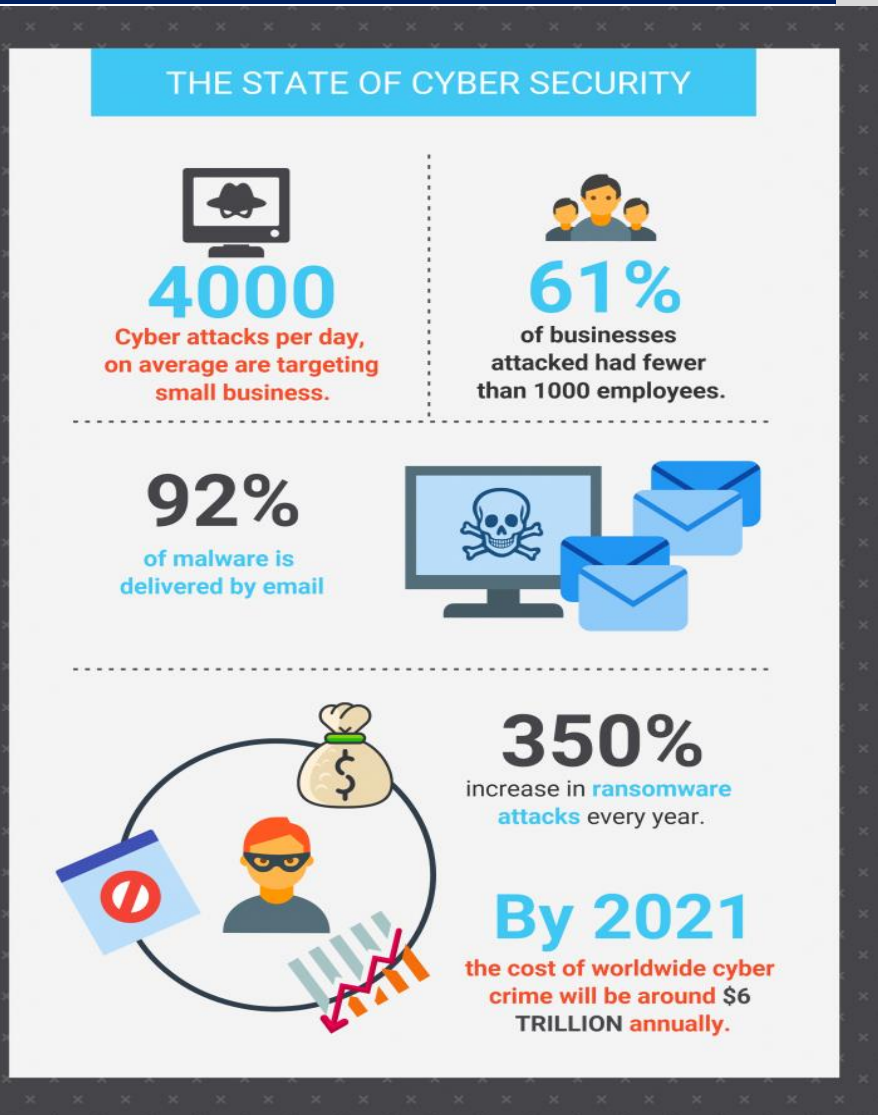 THE STATE OF CYBER SECURITY
4000
Cyber attacks per day,
on average are targeting
small business.
61%
of businesses
attacked had fewer
than 1000 employees.
92%
of malware is
delivered by email
$
350%
increase in ransomware
attacks every year.
By 2021
the cost of worldwide cyber
crime will be around $6
TRILLION annually.